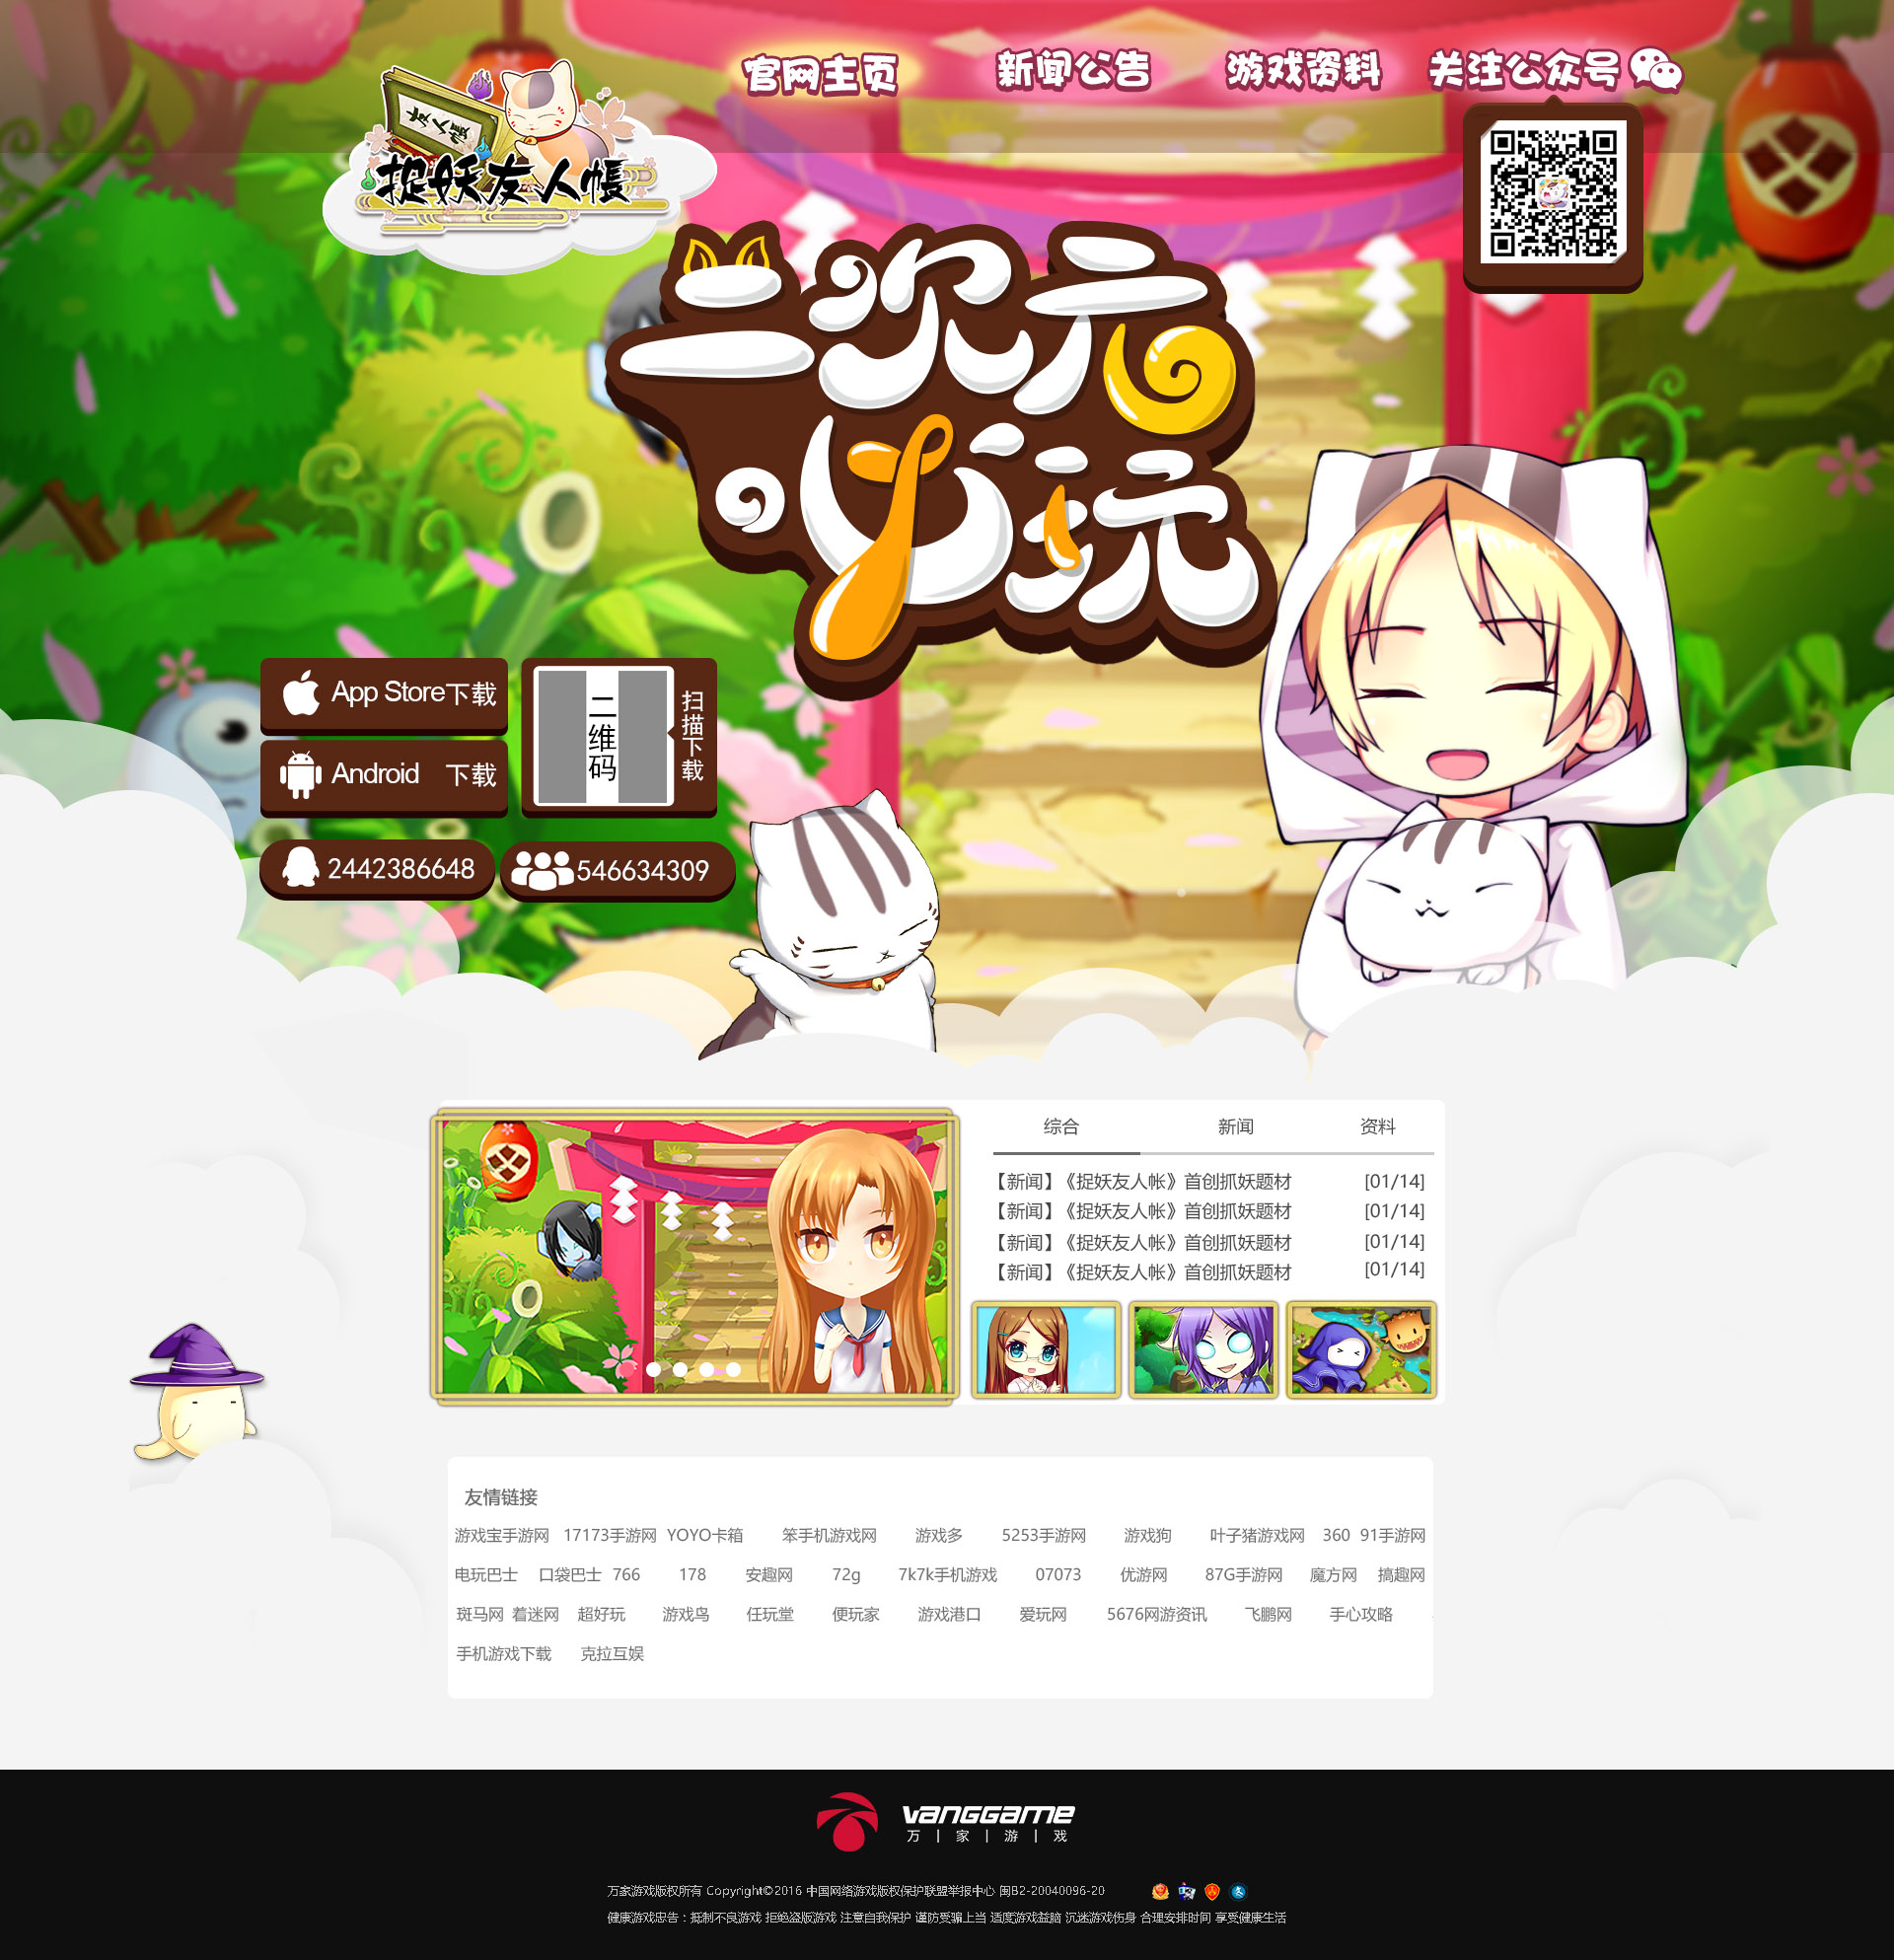 官网主页 新闻公告 游戏资料 关注公众号
友人帳
捉妖友人帳
二次元
心玩
App Store下载
Android 下载
二维码
扫描下载
2442386648
546634309
综合 新闻 资料
【新闻】《捉妖友人帐》首创抓妖题材 [01/14]
【新闻】《捉妖友人帐》首创抓妖题材 [01/14]
【新闻】《捉妖友人帐》首创抓妖题材 [01/14]
【新闻】《捉妖友人帐》首创抓妖题材 [01/14]
友情链接
游戏宝手游网 17173手游网 YOYO卡箱 笨手机游戏网 游戏多 5253手游网 游戏狗 叶子猪游戏网 360 91手游网
电玩巴士 口袋巴士 766 178 安趣网 72g 7k7k手机游戏 07073 优游网 87G手游网 魔方网 搞趣网
斑马网 着迷网 超好玩 游戏鸟 任玩堂 便玩家 游戏港口 爱玩网 5676网游资讯 飞鹏网 手心攻略
手机游戏下载 克拉互娱
vanggame
万|家|游|戏
万家游戏版权所有 Copyright©2016 中国网络游戏版权保护联盟举报中心 闽B2-20040096-20
健康游戏忠告：抵制不良游戏 拒绝盗版游戏 注意自我保护 谨防受骗上当 适度游戏益脑 沉迷游戏伤身 合理安排时间 享受健康生活